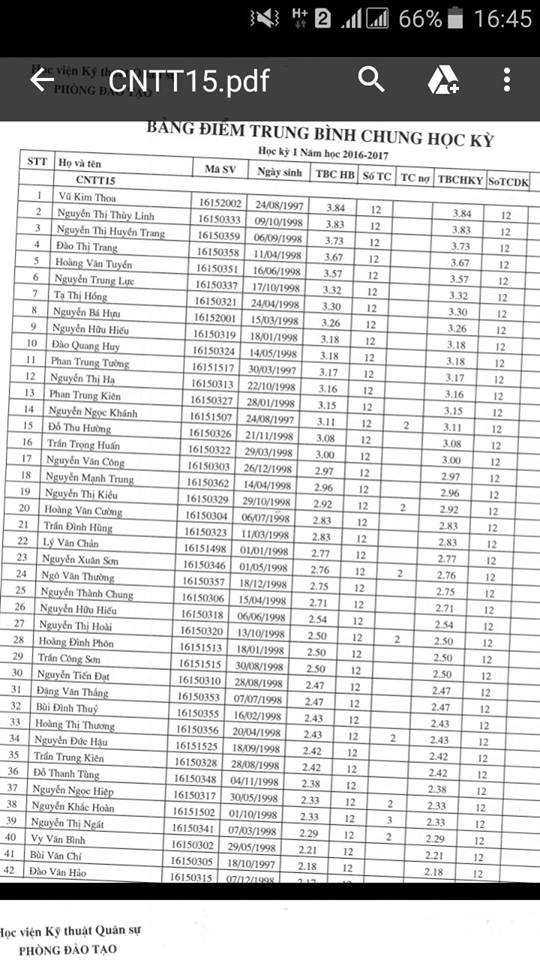 H+ 2 66% 16:45
Học viện Kỹ thuật Quân sự
CNTT15.pdf
PHÒNG ĐÀO TẠO
BẢNG ĐIỂM TRUNG BÌNH CHUNG HỌC KỲ
Học kỳ 1 Năm học 2016-2017
STT Họ và tên Mã SV Ngày sinh TBC HB Số TC TC nợ TBCHKY SoTCDK
CNTT15
1 Vũ Kim Thoa 16152002 24/08/1997 3.84 12 3.84 12
2 Nguyễn Thị Thùy Linh 16150333 09/10/1998 3.83 12 3.83 12
3 Nguyễn Thị Huyền Trang 16150359 06/09/1998 3.73 12 3.73 12
4 Đào Thị Trang 16150358 11/04/1998 3.67 12 3.67 12
5 Hoàng Văn Tuyến 16150351 16/06/1998 3.57 12 3.57 12
6 Nguyễn Trung Lực 16150337 17/10/1998 3.32 12 3.32 12
7 Tạ Thị Hồng 16150321 24/04/1998 3.30 12 3.30 12
8 Nguyễn Bá Hựu 16152001 15/03/1998 3.26 12 3.26 12
9 Nguyễn Hữu Hiếu 16150319 18/01/1998 3.18 12 3.18 12
10 Đào Quang Huy 16150324 14/05/1998 3.18 12 3.18 12
11 Phan Trung Tường 16151517 30/03/1997 3.17 12 3.17 12
12 Nguyễn Thị Hạ 16150313 22/10/1998 3.16 12 3.16 12
13 Phan Trung Kiên 16150327 28/01/1998 3.15 12 3.15 12
14 Nguyễn Ngọc Khánh 16151507 24/08/1997 3.11 12 2 3.11 12
15 Đỗ Thu Hường 16150326 21/11/1998 3.08 12 3.08 12
16 Trần Trọng Huấn 16150322 29/03/1998 3.00 12 3.00 12
17 Nguyễn Văn Công 16150303 26/12/1998 2.97 12 2.97 12
18 Nguyễn Mạnh Trung 16150362 14/04/1998 2.96 12 2.96 12
19 Nguyễn Thị Kiều 16150329 29/10/1998 2.92 12 2 2.92 12
20 Hoàng Văn Cường 16150304 06/07/1998 2.83 12 2.83 12
21 Trần Đình Hùng 16150323 11/03/1998 2.83 12 2.83 12
22 Lý Văn Chản 16151498 01/01/1998 2.77 12 2.77 12
23 Nguyễn Xuân Sơn 16150346 01/05/1998 2.76 12 2 2.76 12
24 Ngô Văn Thường 16150357 18/12/1998 2.75 12 2.75 12
25 Nguyễn Thành Chung 16150306 15/04/1998 2.71 12 2.71 12
26 Nguyễn Hữu Hiếu 16150318 06/06/1998 2.54 12 2.54 12
27 Nguyễn Thị Hoài 16150320 13/10/1998 2.50 12 2 2.50 12
28 Hoàng Đình Phôn 16151513 18/01/1998 2.50 12 2.50 12
29 Trần Công Sơn 16151515 30/08/1998 2.50 12 2.50 12
30 Nguyễn Tiến Đạt 16150310 28/08/1998 2.47 12 2.47 12
31 Đặng Văn Thắng 16150353 07/07/1998 2.47 12 2.47 12
32 Bùi Đình Thuỷ 16150355 16/02/1998 2.43 12 2.43 12
33 Hoàng Thị Thương 16150356 20/04/1998 2.43 12 2 2.43 12
34 Nguyễn Đức Hậu 16151525 18/09/1998 2.42 12 2.42 12
35 Trần Trung Kiên 16150328 28/08/1998 2.42 12 2.42 12
36 Đỗ Thanh Tùng 16150348 04/11/1998 2.38 12 2.38 12
37 Nguyễn Ngọc Hiệp 16150317 30/05/1998 2.33 12 2 2.33 12
38 Nguyễn Khắc Hoàn 16151502 01/10/1998 2.33 12 3 2.33 12
39 Nguyễn Thị Ngát 16150341 07/03/1998 2.29 12 2 2.29 12
40 Vy Văn Bình 16150302 29/05/1998 2.21 12 2.21 12
41 Bùi Văn Chí 16150305 18/10/1997 2.18 12 2.18 12
42 Đào Văn Hảo 16150315 07/12/1998
Học viện Kỹ thuật Quân sự
PHÒNG ĐÀO TẠO